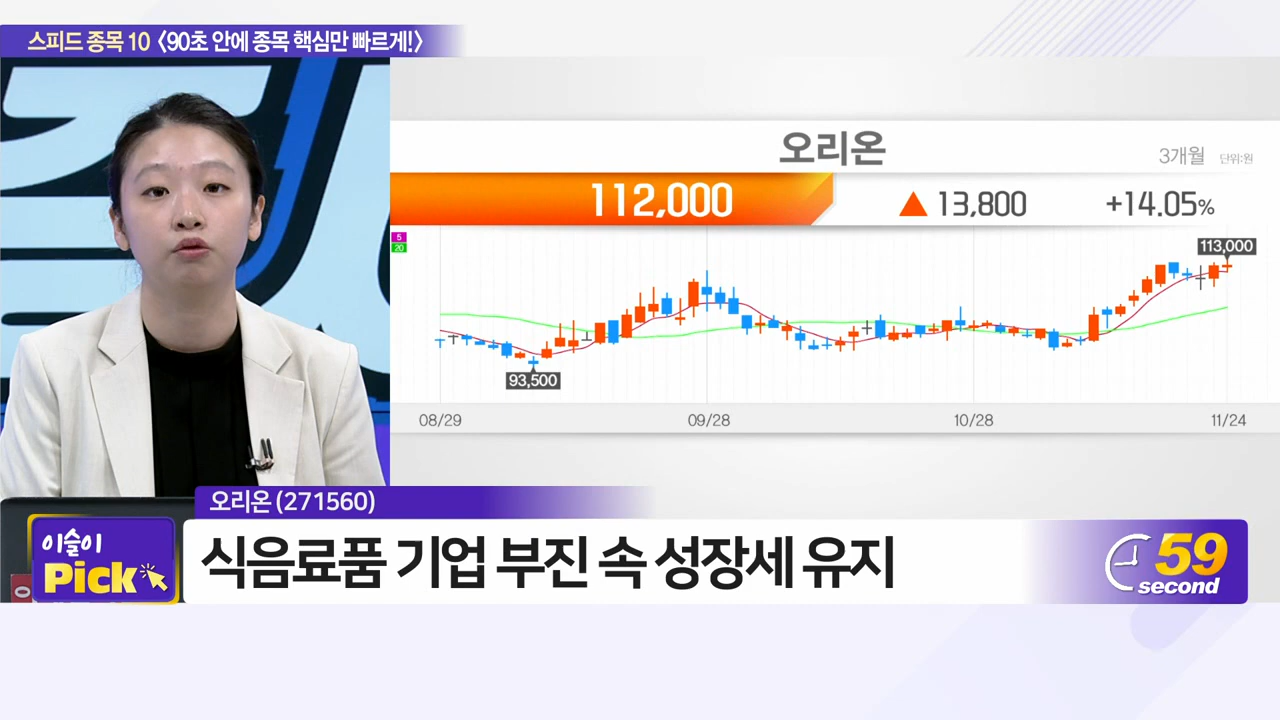 스피드 종목 10 〈90초 안에 종목 핵심만 빠르게!〉
오리온
3개월 단위:원
112,000 ▲ 13,800 +14.05%
5
20
113,000
93,500
08/29 09/28 10/28 11/24
오리온 (271560)
이슬이
Pick
식음료품 기업 부진 속 성장세 유지
59
second